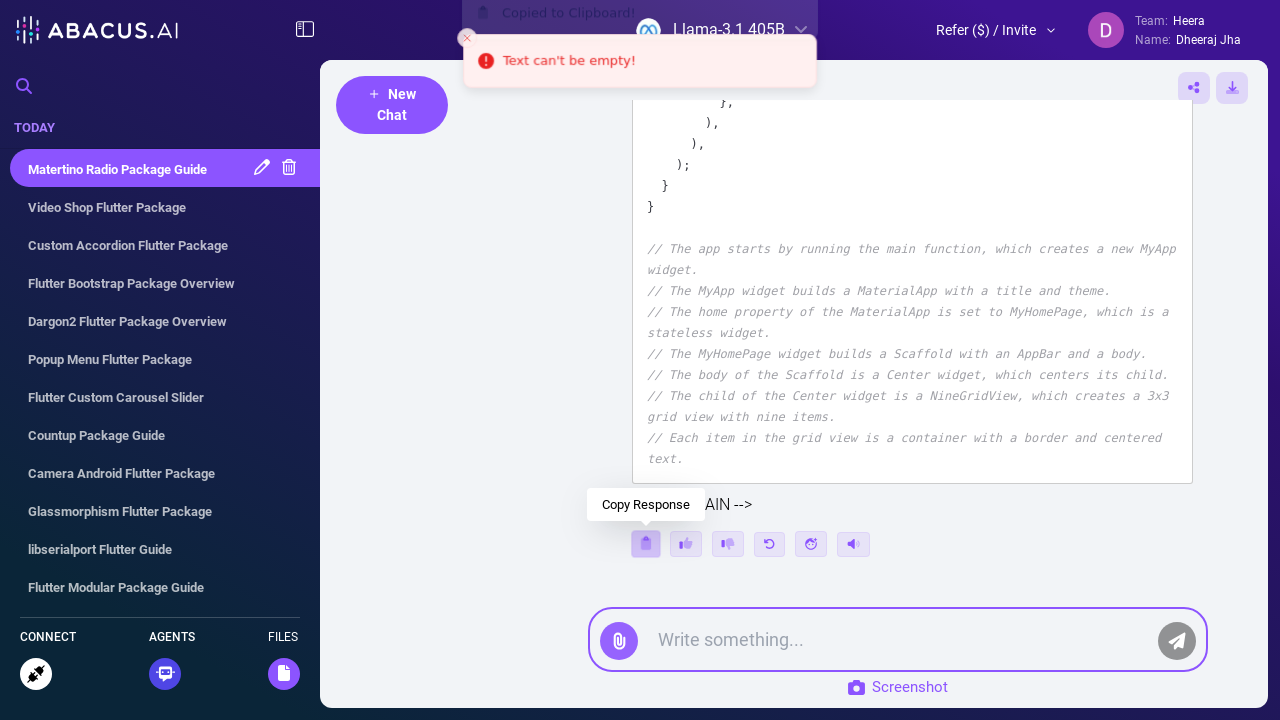 ABACUS.AI
Copied to Clipboard!
Llama-3.1 405B
Text can't be empty!
Refer ($) / Invite
D
Team: Heera
Name: Dheeraj Jha
TODAY
Matertino Radio Package Guide
Video Shop Flutter Package
Custom Accordion Flutter Package
Flutter Bootstrap Package Overview
Dargon2 Flutter Package Overview
Popup Menu Flutter Package
Flutter Custom Carousel Slider
Countup Package Guide
Camera Android Flutter Package
Glassmorphism Flutter Package
libserialport Flutter Guide
Flutter Modular Package Guide
CONNECT
AGENTS
FILES
+ New
Chat
},
),
),
);
}
}
// The app starts by running the main function, which creates a new MyApp
widget.
// The MyApp widget builds a MaterialApp with a title and theme.
// The home property of the MaterialApp is set to MyHomePage, which is a
stateless widget.
// The MyHomePage widget builds a Scaffold with an AppBar and a body.
// The body of the Scaffold is a Center widget, which centers its child.
// The child of the Center widget is a NineGridView, which creates a 3x3
grid view with nine items.
// Each item in the grid view is a container with a border and centered
text.
Copy Response
AIN -->
Write something...
Screenshot